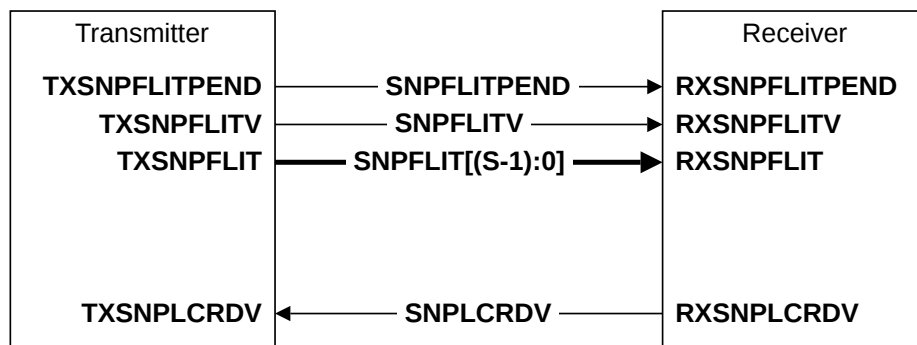 Transmitter Receiver
TXSNPFLITPEND SNPFLITPEND RXSNPFLITPEND
TXSNPFLITV SNPFLITV RXSNPFLITV
TXSNPFLIT SNPFLIT[(S-1):0] RXSNPFLIT
TXSNPLCRDV SNPLCRDV RXSNPLCRDV